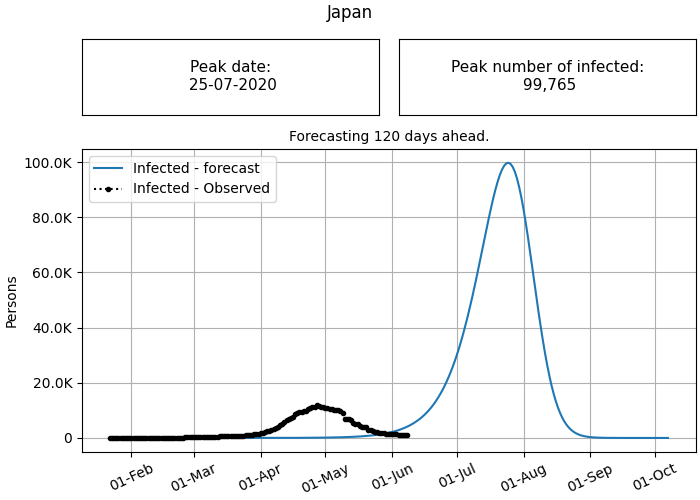 Japan
Peak date:
25-07-2020
Peak number of infected:
99,765
Forecasting 120 days ahead.
Infected - forecast
Infected - Observed
Persons
100.0K
80.0K
60.0K
40.0K
20.0K
0
01-Feb
01-Mar
01-Apr
01-May
01-Jun
01-Jul
01-Aug
01-Sep
01-Oct